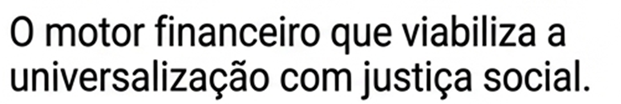 O motor financeiro que viabiliza a
universalização com justiça social.